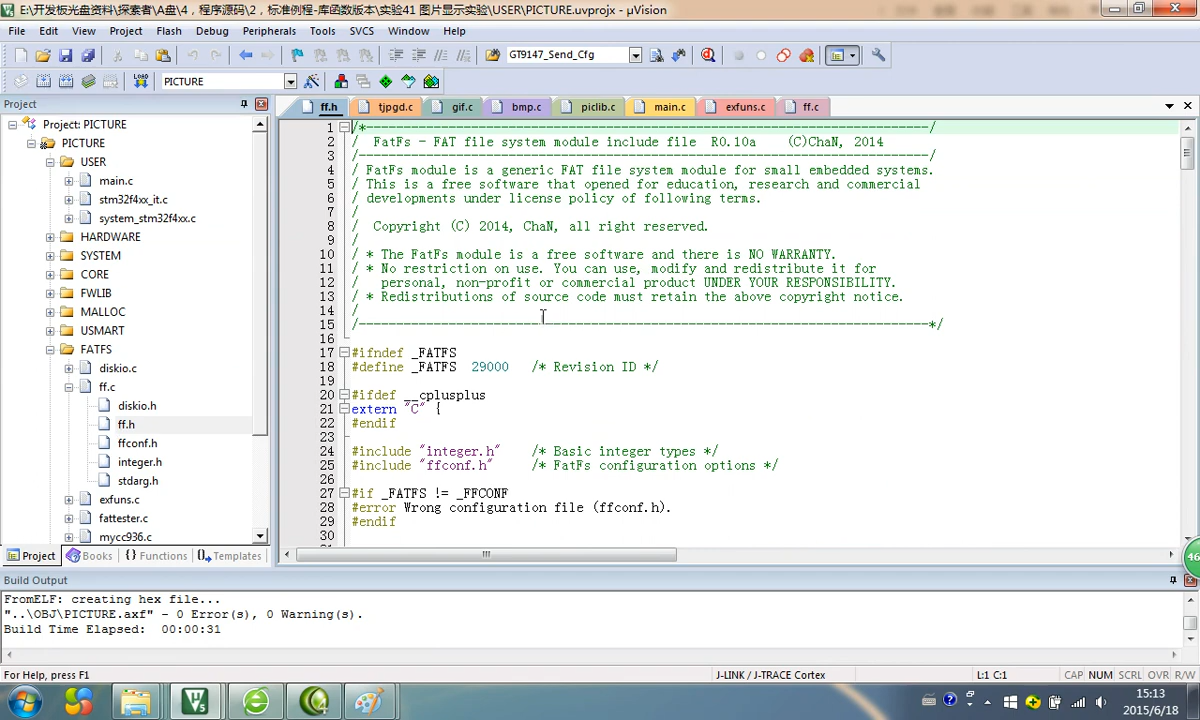 E:\开发板光盘资料\探索者\A盘\4，程序源码\2，标准例程-库函数版本\实验41 图片显示实验\USER\PICTURE.uvprojx - µVision
File Edit View Project Flash Debug Peripherals Tools SVCS Window Help
GT9147_Send_Cfg
LOAD PICTURE
Project
ff.h tjpgd.c gif.c bmp.c piclib.c main.c exfuns.c ff.c
Project: PICTURE
PICTURE
USER
main.c
stm32f4xx_it.c
system_stm32f4xx.c
HARDWARE
SYSTEM
CORE
FWLIB
MALLOC
USMART
FATFS
diskio.c
ff.c
diskio.h
ff.h
ffconf.h
integer.h
stdarg.h
exfuns.c
fattester.c
mycc936.c
Project Books {} Functions Templates
1 /*---------------------------------------------------------------------------/
2 / FatFs - FAT file system module include file R0.10a (C)ChaN, 2014
3 /----------------------------------------------------------------------------/
4 / FatFs module is a generic FAT file system module for small embedded systems.
5 / This is a free software that opened for education, research and commercial
6 / developments under license policy of following terms.
7 /
8 / Copyright (C) 2014, ChaN, all right reserved.
9 /
10 / * The FatFs module is a free software and there is NO WARRANTY.
11 / * No restriction on use. You can use, modify and redistribute it for
12 / personal, non-profit or commercial product UNDER YOUR RESPONSIBILITY.
13 / * Redistributions of source code must retain the above copyright notice.
14 /
15 /----------------------------------------------------------------------------*/
16
17 #ifndef _FATFS
18 #define _FATFS 29000 /* Revision ID */
19
20 #ifdef __cplusplus
21 extern "C" {
22 #endif
23
24 #include "integer.h" /* Basic integer types */
25 #include "ffconf.h" /* FatFs configuration options */
26
27 #if _FATFS != _FFCONF
28 #error Wrong configuration file (ffconf.h).
29 #endif
30
46
Build Output
FromELF: creating hex file...
"..\OBJ\PICTURE.axf" - 0 Error(s), 0 Warning(s).
Build Time Elapsed: 00:00:31
For Help, press F1 J-LINK / J-TRACE Cortex L:1 C:1 CAP NUM SCRL OVR R/W
15:13
2015/6/18